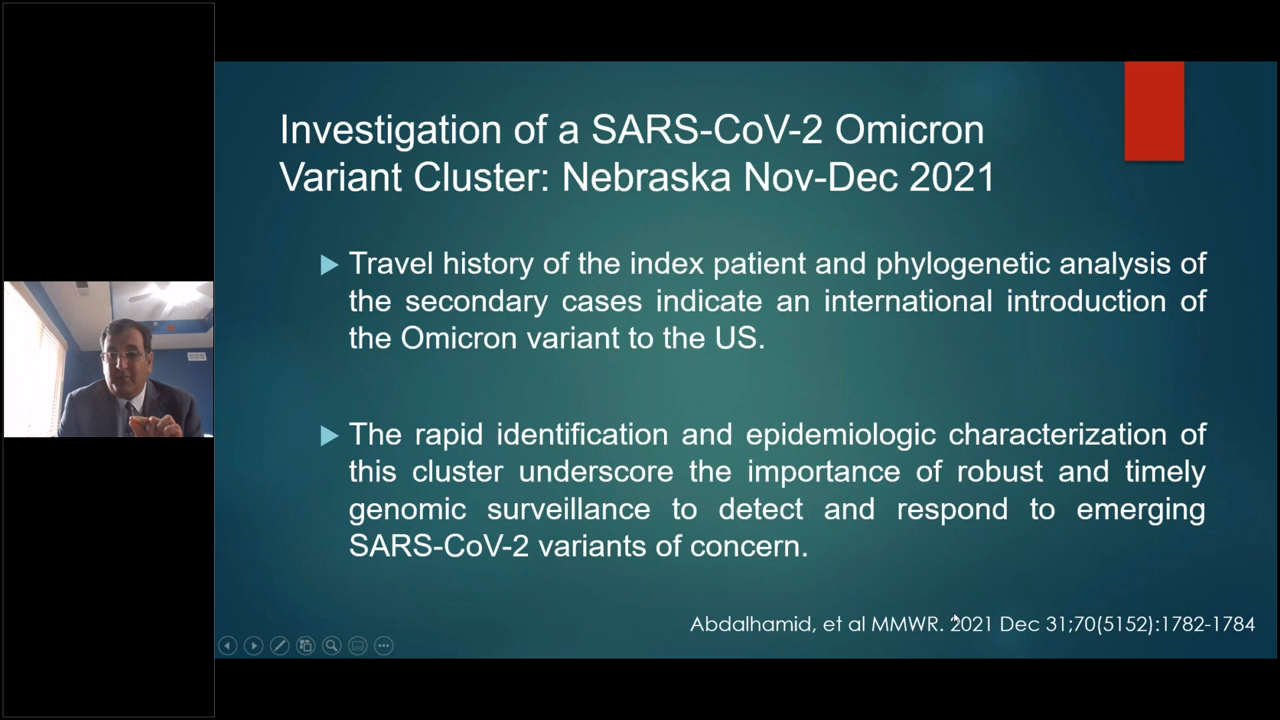 Investigation of a SARS-CoV-2 Omicron
Variant Cluster: Nebraska Nov-Dec 2021
Travel history of the index patient and phylogenetic analysis of
the secondary cases indicate an international introduction of
the Omicron variant to the US.
The rapid identification and epidemiologic characterization of
this cluster underscore the importance of robust and timely
genomic surveillance to detect and respond to emerging
SARS-CoV-2 variants of concern.
Abdalhamid, et al MMWR. 2021 Dec 31;70(5152):1782-1784